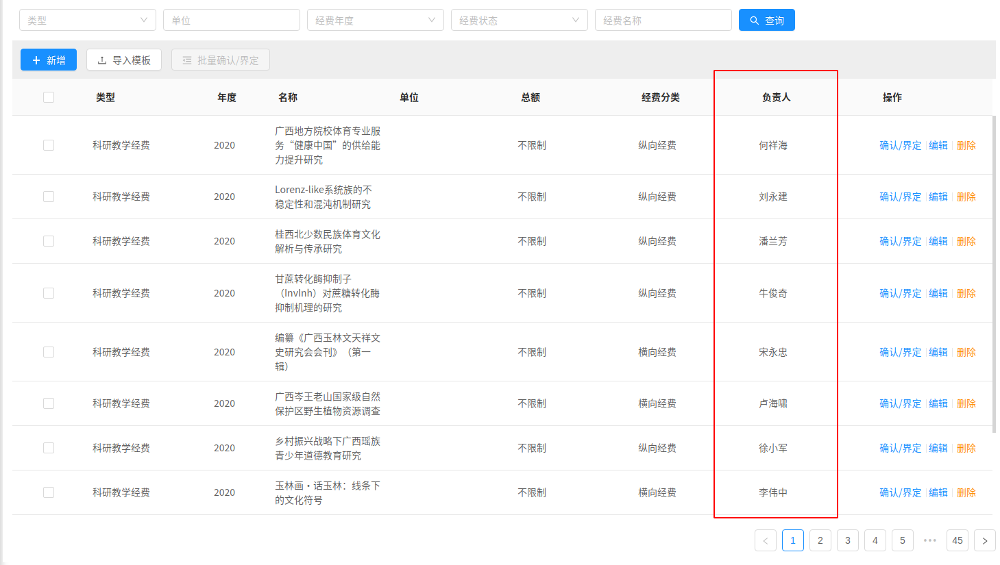 类型 单位 经费年度 经费状态 经费名称 查询
新增 导入模板 批量确认/界定
类型 年度 名称 单位 总额 经费分类 负责人 操作
广西地方院校体育专业服
科研教学经费 2020 务“健康中国”的供给能 不限制 纵向经费 何祥海 确认/界定 编辑 删除
力提升研究
Lorenz-like系统族的不
科研教学经费 2020 不限制 纵向经费 刘永建 确认/界定 编辑 删除
稳定性和混沌机制研究
桂西北少数民族体育文化
科研教学经费 2020 不限制 纵向经费 潘兰芳 确认/界定 编辑 删除
解析与传承研究
甘蔗转化酶抑制子
科研教学经费 2020 （InvInh）对蔗糖转化酶 不限制 纵向经费 牛俊奇 确认/界定 编辑 删除
抑制机理的研究
编纂《广西玉林文天祥文
科研教学经费 2020 史研究会会刊》（第一 不限制 横向经费 宋永忠 确认/界定 编辑 删除
辑）
广西岑王老山国家级自然
科研教学经费 2020 不限制 横向经费 卢海啸 确认/界定 编辑 删除
保护区野生植物资源调查
乡村振兴战略下广西瑶族
科研教学经费 2020 不限制 纵向经费 徐小军 确认/界定 编辑 删除
青少年道德教育研究
玉林画·话玉林：线条下
科研教学经费 2020 不限制 横向经费 李伟中 确认/界定 编辑 删除
的文化符号
1 2 3 4 5 ••• 45